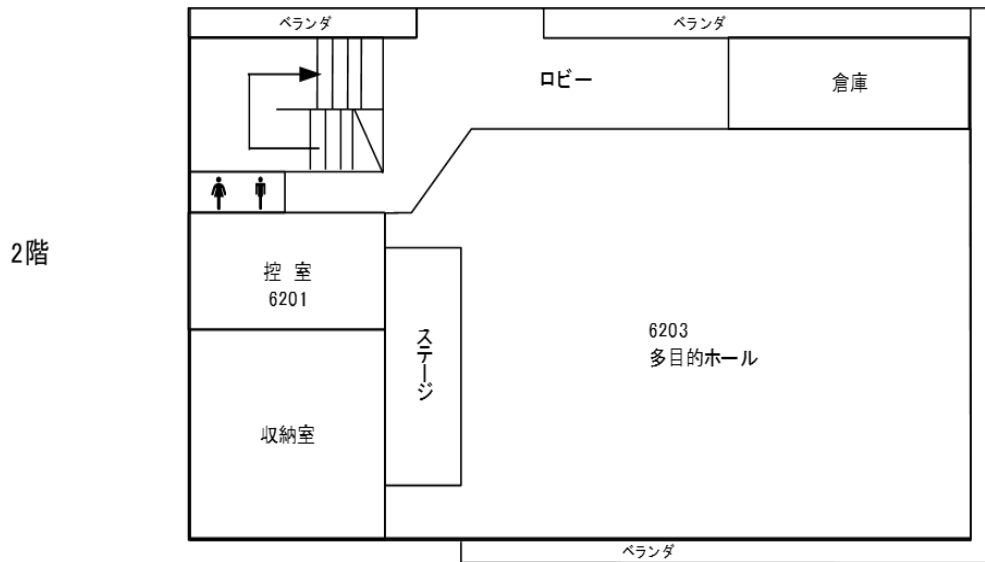 ベランダ
ベランダ
ロビー
倉庫
2階
控 室
6201
ステージ
6203
多目的ホール
収納室
ベランダ